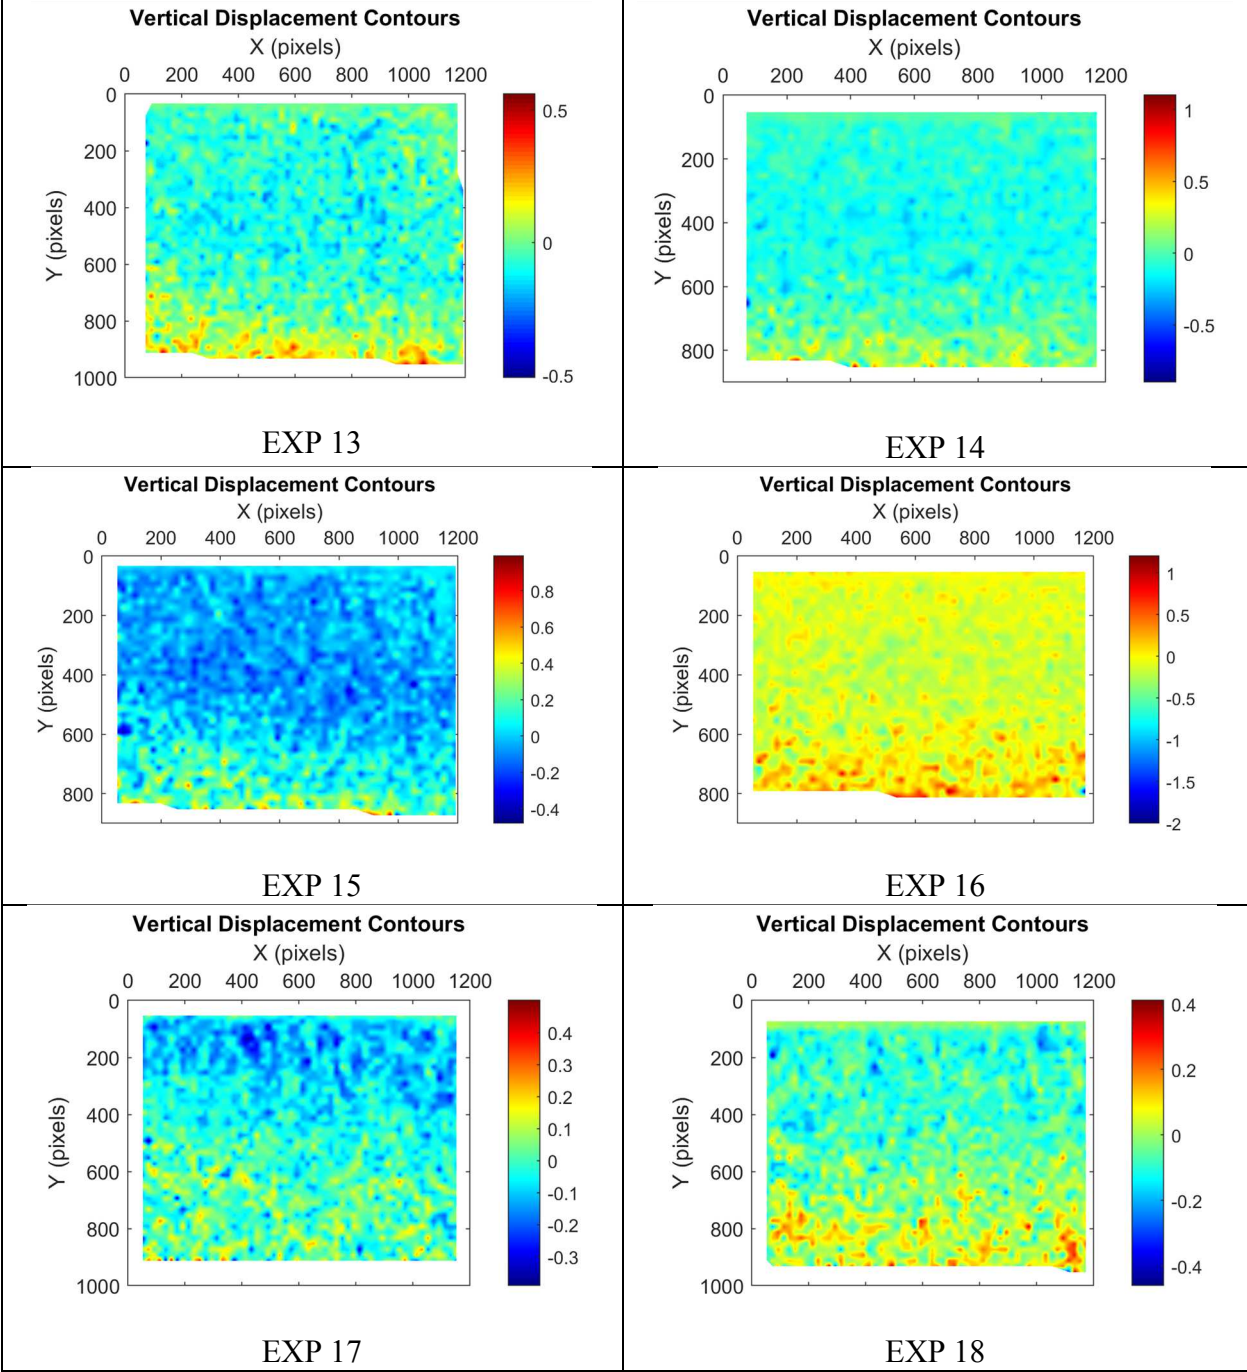 Vertical Displacement Contours
X (pixels)
0 200 400 600 800 1000 1200
Y (pixels)
0
200
400
600
800
1000
0.5
0
-0.5
EXP 13
Vertical Displacement Contours
X (pixels)
0 200 400 600 800 1000 1200
Y (pixels)
0
200
400
600
800
1
0.5
0
-0.5
EXP 14
Vertical Displacement Contours
X (pixels)
0 200 400 600 800 1000 1200
Y (pixels)
0
200
400
600
800
0.8
0.6
0.4
0.2
0
-0.2
-0.4
EXP 15
Vertical Displacement Contours
X (pixels)
0 200 400 600 800 1000 1200
Y (pixels)
0
200
400
600
800
1
0.5
0
-0.5
-1
-1.5
-2
EXP 16
Vertical Displacement Contours
X (pixels)
0 200 400 600 800 1000 1200
Y (pixels)
0
200
400
600
800
1000
0.4
0.3
0.2
0.1
0
-0.1
-0.2
-0.3
EXP 17
Vertical Displacement Contours
X (pixels)
0 200 400 600 800 1000 1200
Y (pixels)
0
200
400
600
800
1000
0.4
0.2
0
-0.2
-0.4
EXP 18